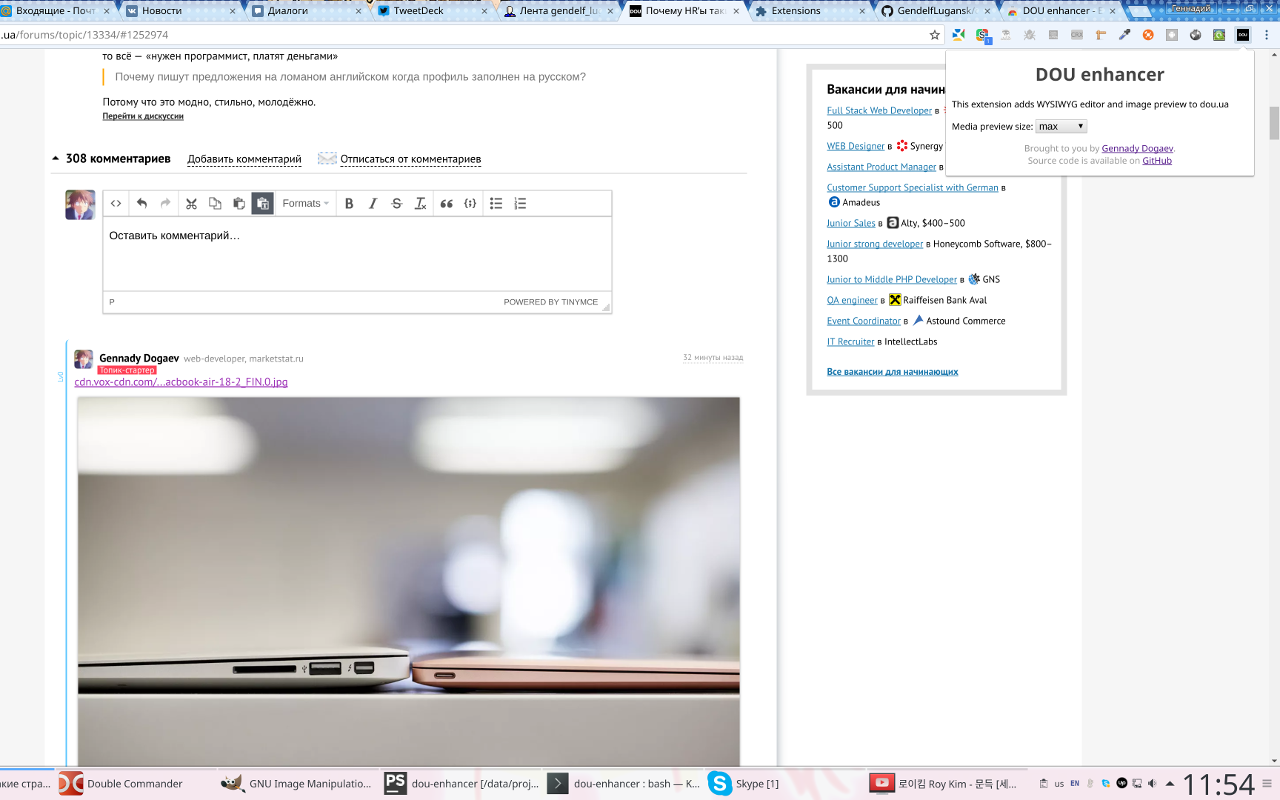 Входящие - Почт
Новости
Диалоги
TweetDeck
Лента gendelf_lu
Почему HR'ы так
Extensions
GendelfLugansk/
DOU enhancer - E
Геннадий
.ua/forums/topic/13334/#1252974
то всё — «нужен программист, платят деньгами»
Почему пишут предложения на ломаном английском когда профиль заполнен на русском?
Потому что это модно, стильно, молодёжно.
Перейти к дискуссии
308 комментариев
Добавить комментарий
Отписаться от комментариев
Formats
Оставить комментарий…
P
POWERED BY TINYMCE
Gennady Dogaev web-developer, marketstat.ru
32 минуты назад
Топик-стартер
cdn.vox-cdn.com/...acbook-air-18-2_FIN.0.jpg
Вакансии для начин
Full Stack Web Developer в
500
WEB Designer в Synergy
Assistant Product Manager в
Customer Support Specialist with German в
Amadeus
Junior Sales в Alty, $400–500
Junior strong developer в Honeycomb Software, $800–
1300
Junior to Middle PHP Developer в GNS
QA engineer в Raiffeisen Bank Aval
Event Coordinator в Astound Commerce
IT Recruiter в IntellectLabs
Все вакансии для начинающих
DOU enhancer
This extension adds WYSIWYG editor and image preview to dou.ua
Media preview size: max
Brought to you by Gennady Dogaev.
Source code is available on GitHub
акие стра...
Double Commander
GNU Image Manipulatio...
PS
dou-enhancer [/data/proj...
dou-enhancer : bash — K...
Skype [1]
로이킴 Roy Kim - 문득 [세...
us
EN
11:54